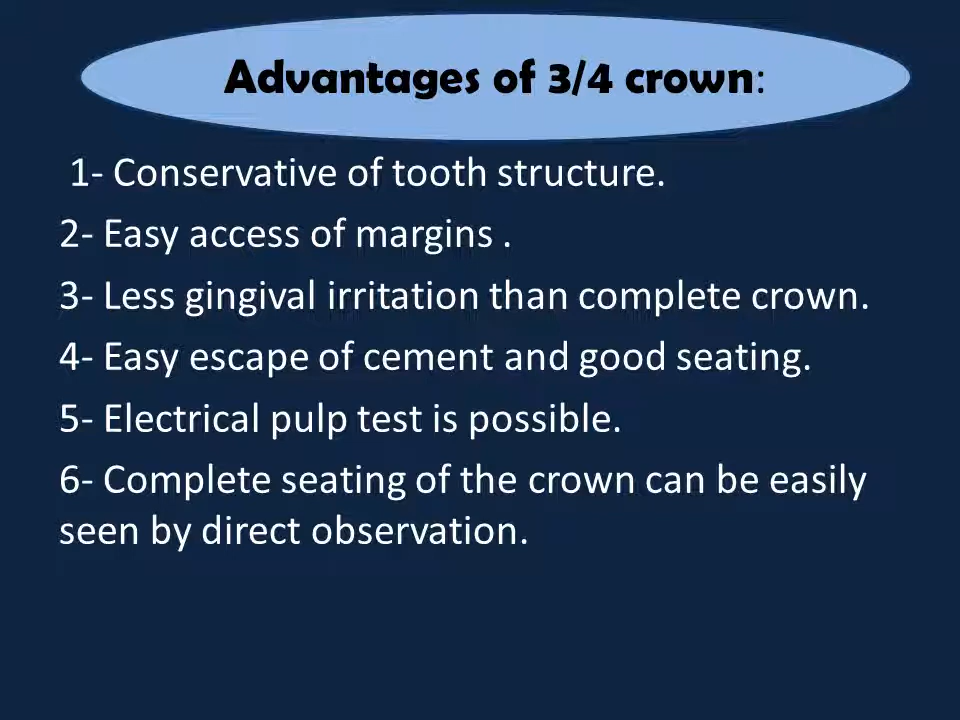 Advantages of 3/4 crown:
1- Conservative of tooth structure.
2- Easy access of margins .
3- Less gingival irritation than complete crown.
4- Easy escape of cement and good seating.
5- Electrical pulp test is possible.
6- Complete seating of the crown can be easily
seen by direct observation.